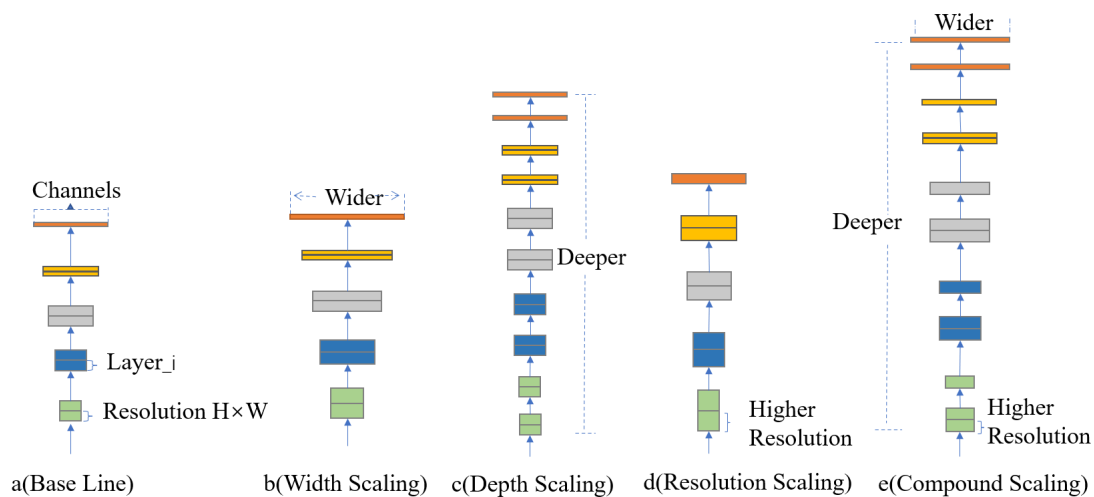 Channels
Layer_i
Resolution H×W
a(Base Line)
Wider
b(Width Scaling)
Deeper
c(Depth Scaling)
Higher
Resolution
d(Resolution Scaling)
Wider
Deeper
Higher
Resolution
e(Compound Scaling)